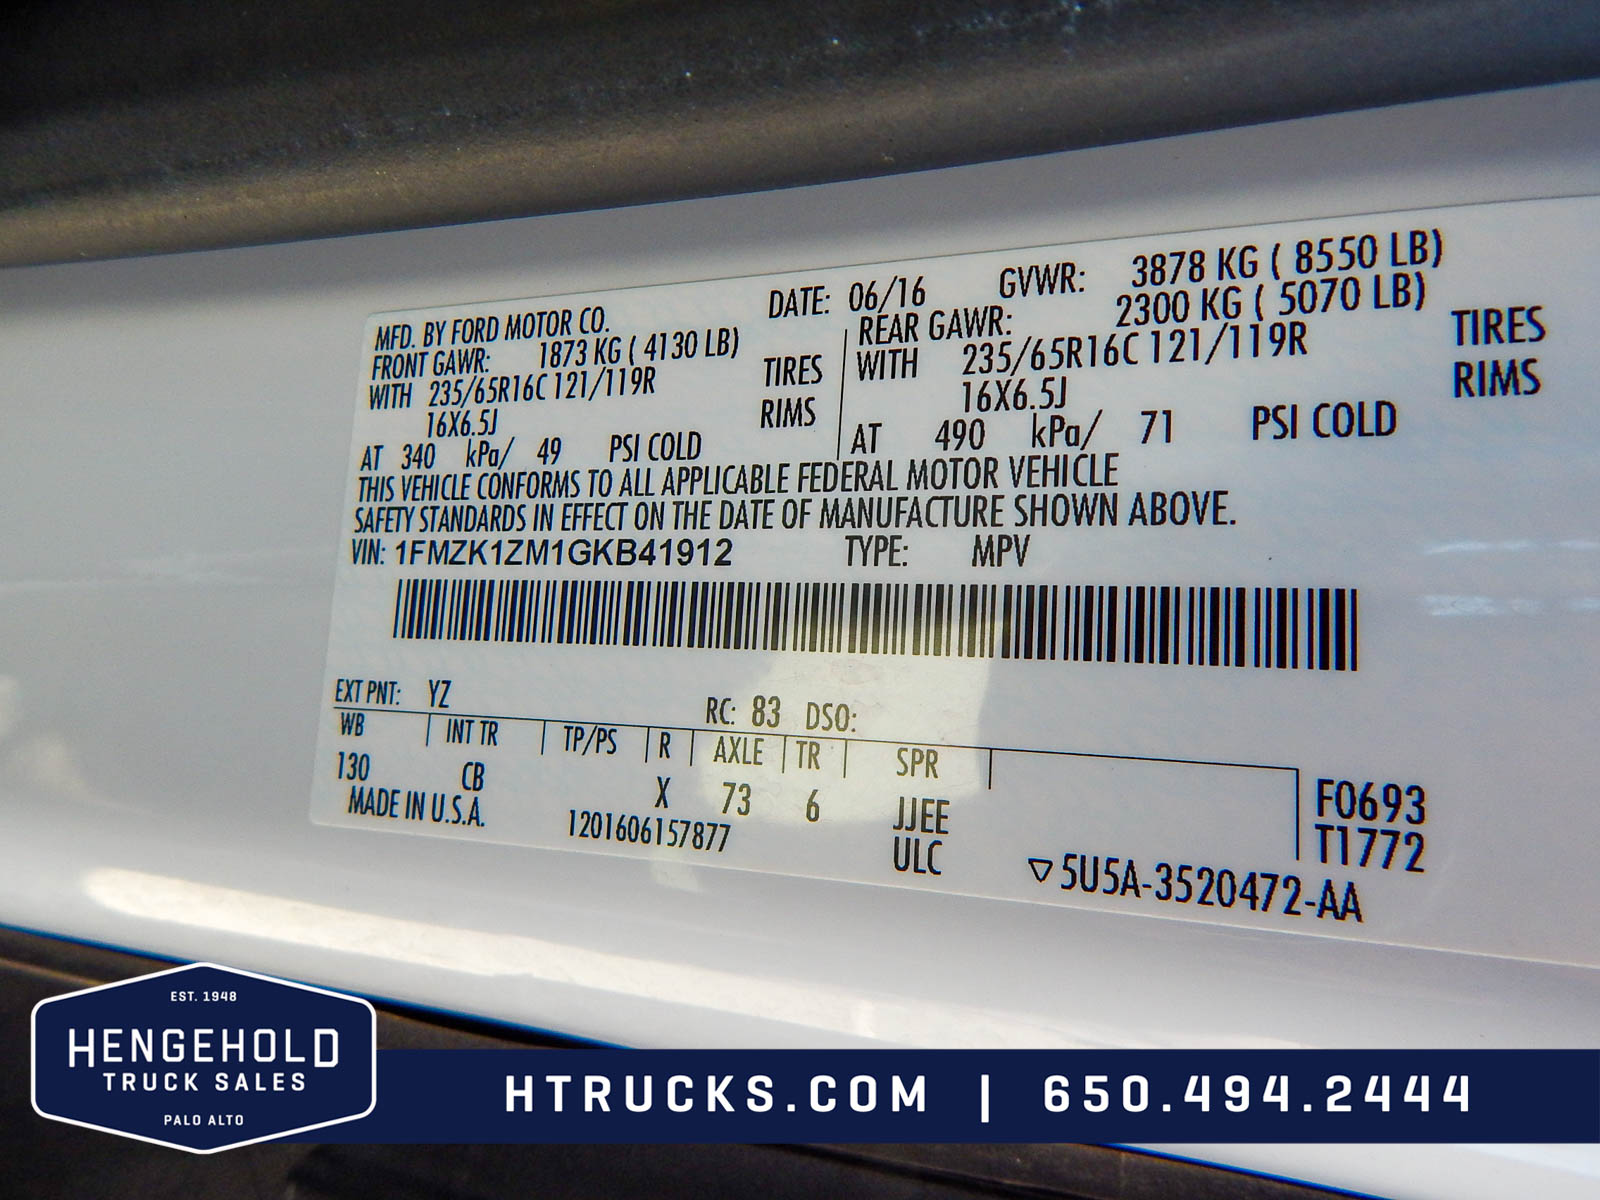 MFD. BY FORD MOTOR CO. DATE: 06/16 GVWR: 3878 KG ( 8550 LB)
FRONT GAWR: 1873 KG ( 4130 LB) REAR GAWR: 2300 KG ( 5070 LB)
WITH 235/65R16C 121/119R TIRES WITH 235/65R16C 121/119R TIRES
16X6.5J RIMS 16X6.5J RIMS
AT 340 kPa/ 49 PSI COLD AT 490 kPa/ 71 PSI COLD
THIS VEHICLE CONFORMS TO ALL APPLICABLE FEDERAL MOTOR VEHICLE
SAFETY STANDARDS IN EFFECT ON THE DATE OF MANUFACTURE SHOWN ABOVE.
VIN: 1FMZK1ZM1GKB41912 TYPE: MPV
EXT PNT: YZ RC: 83 DSO:
WB INT TR TP/PS R AXLE TR SPR
130 CB X 73 6 JJEE F0693
MADE IN U.S.A. 1201606157877 ULC T1772
▽5U5A-3520472-AA
EST. 1948
HENGEHOLD
TRUCK SALES
PALO ALTO
HTRUCKS.COM | 650.494.2444